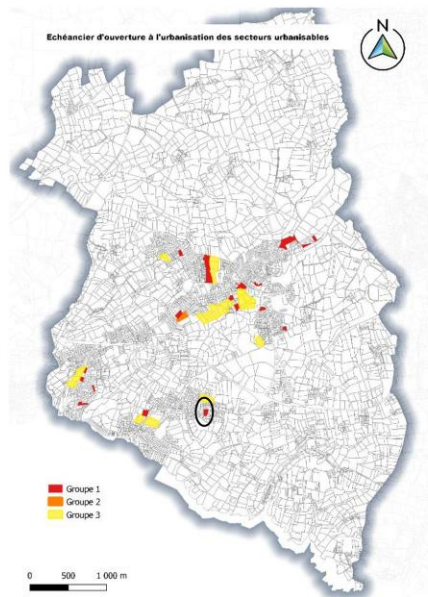 Echéancier d'ouverture à l'urbanisation des secteurs urbanisables
N
Groupe 1
Groupe 2
Groupe 3
0 500 1 000 m